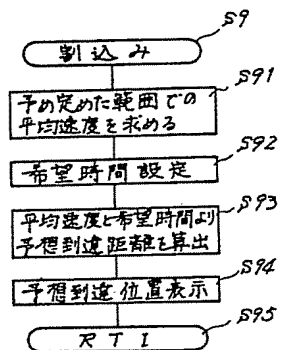 S9
割込み
S91
予め定めた範囲での
平均速度を求める
S92
希望時間設定
S93
平均速度と希望時間より
予想到達距離を算出
S94
予想到達位置表示
S95
RTI